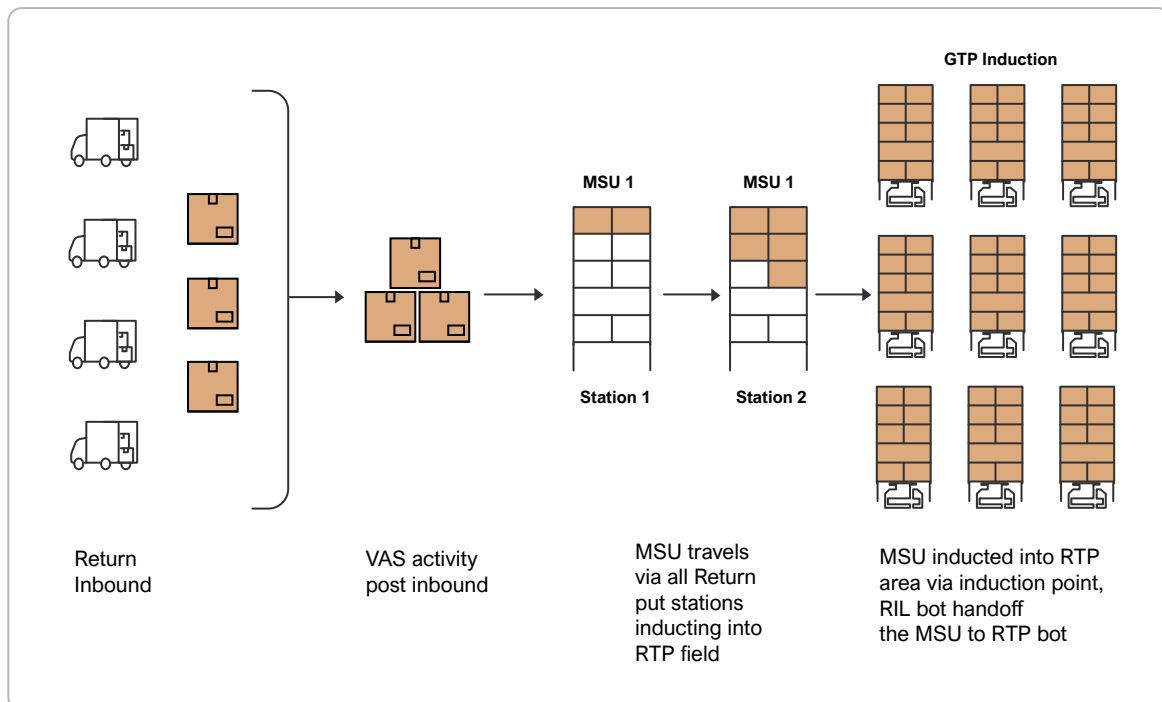 GTP Induction
MSU 1
MSU 1
Station 1
Station 2
Return
Inbound
VAS activity
post inbound
MSU travels
via all Return
put stations
inducting into
RTP field
MSU inducted into RTP
area via induction point,
RIL bot handoff
the MSU to RTP bot